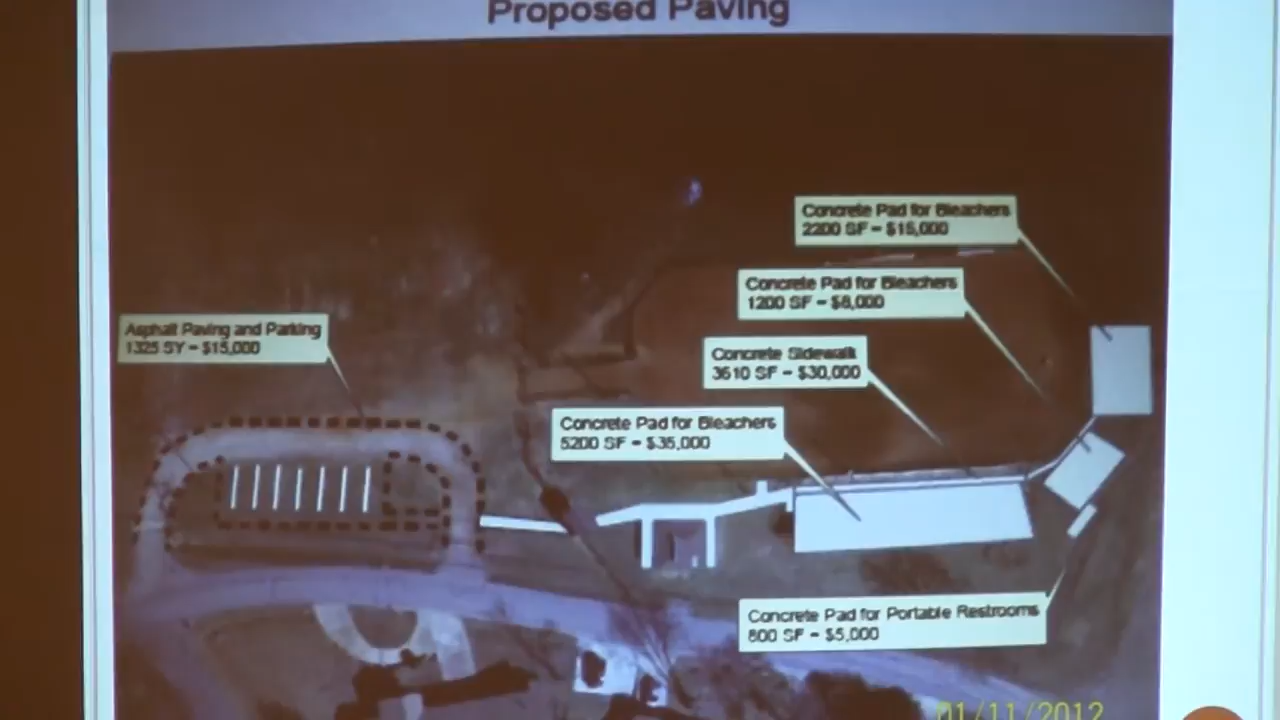 Proposed Paving
Concrete Pad for Bleachers
2200 SF - $15,000
Concrete Pad for Bleachers
1200 SF - $8,000
Asphalt Paving and Parking
1325 SY - $15,000
Concrete Sidewalk
3610 SF - $30,000
Concrete Pad for Bleachers
5200 SF - $35,000
Concrete Pad for Portable Restrooms
800 SF - $5,000
01/11/2012